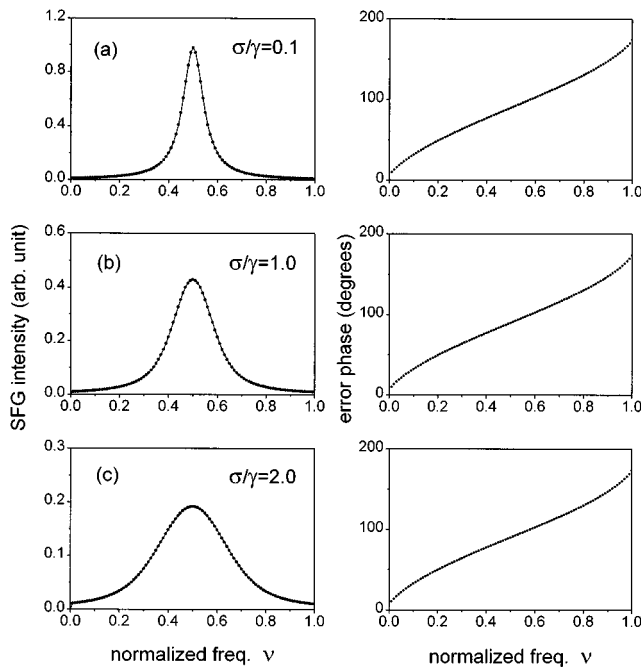 (a)
σ/γ=0.1
1.2
0.8
0.4
0.0
0.0 0.2 0.4 0.6 0.8 1.0
200
100
0
0.0 0.2 0.4 0.6 0.8 1.0
(b)
σ/γ=1.0
0.6
0.4
0.2
0.0
0.0 0.2 0.4 0.6 0.8 1.0
200
100
0
0.0 0.2 0.4 0.6 0.8 1.0
SFG intensity (arb. unit)
error phase (degrees)
(c)
σ/γ=2.0
0.3
0.2
0.1
0.0
0.0 0.2 0.4 0.6 0.8 1.0
200
100
0
0.0 0.2 0.4 0.6 0.8 1.0
normalized freq. ν
normalized freq. ν